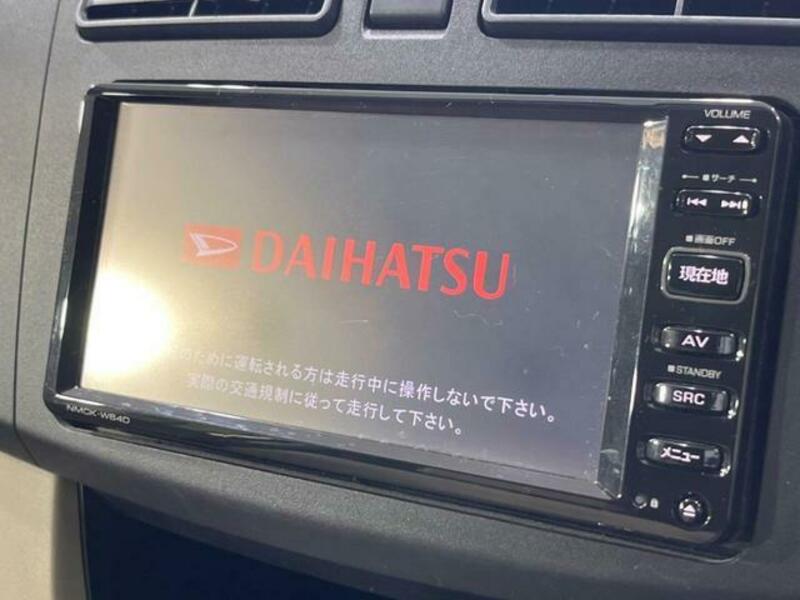 VOLUME
■サーチ
■画面OFF
現在地
DAIHATSU
AV
■STANDBY
SRC
のために運転される方は走行中に操作しないで下さい。
実際の交通規制に従って走行して下さい。
メニュー
NMCK-W64D